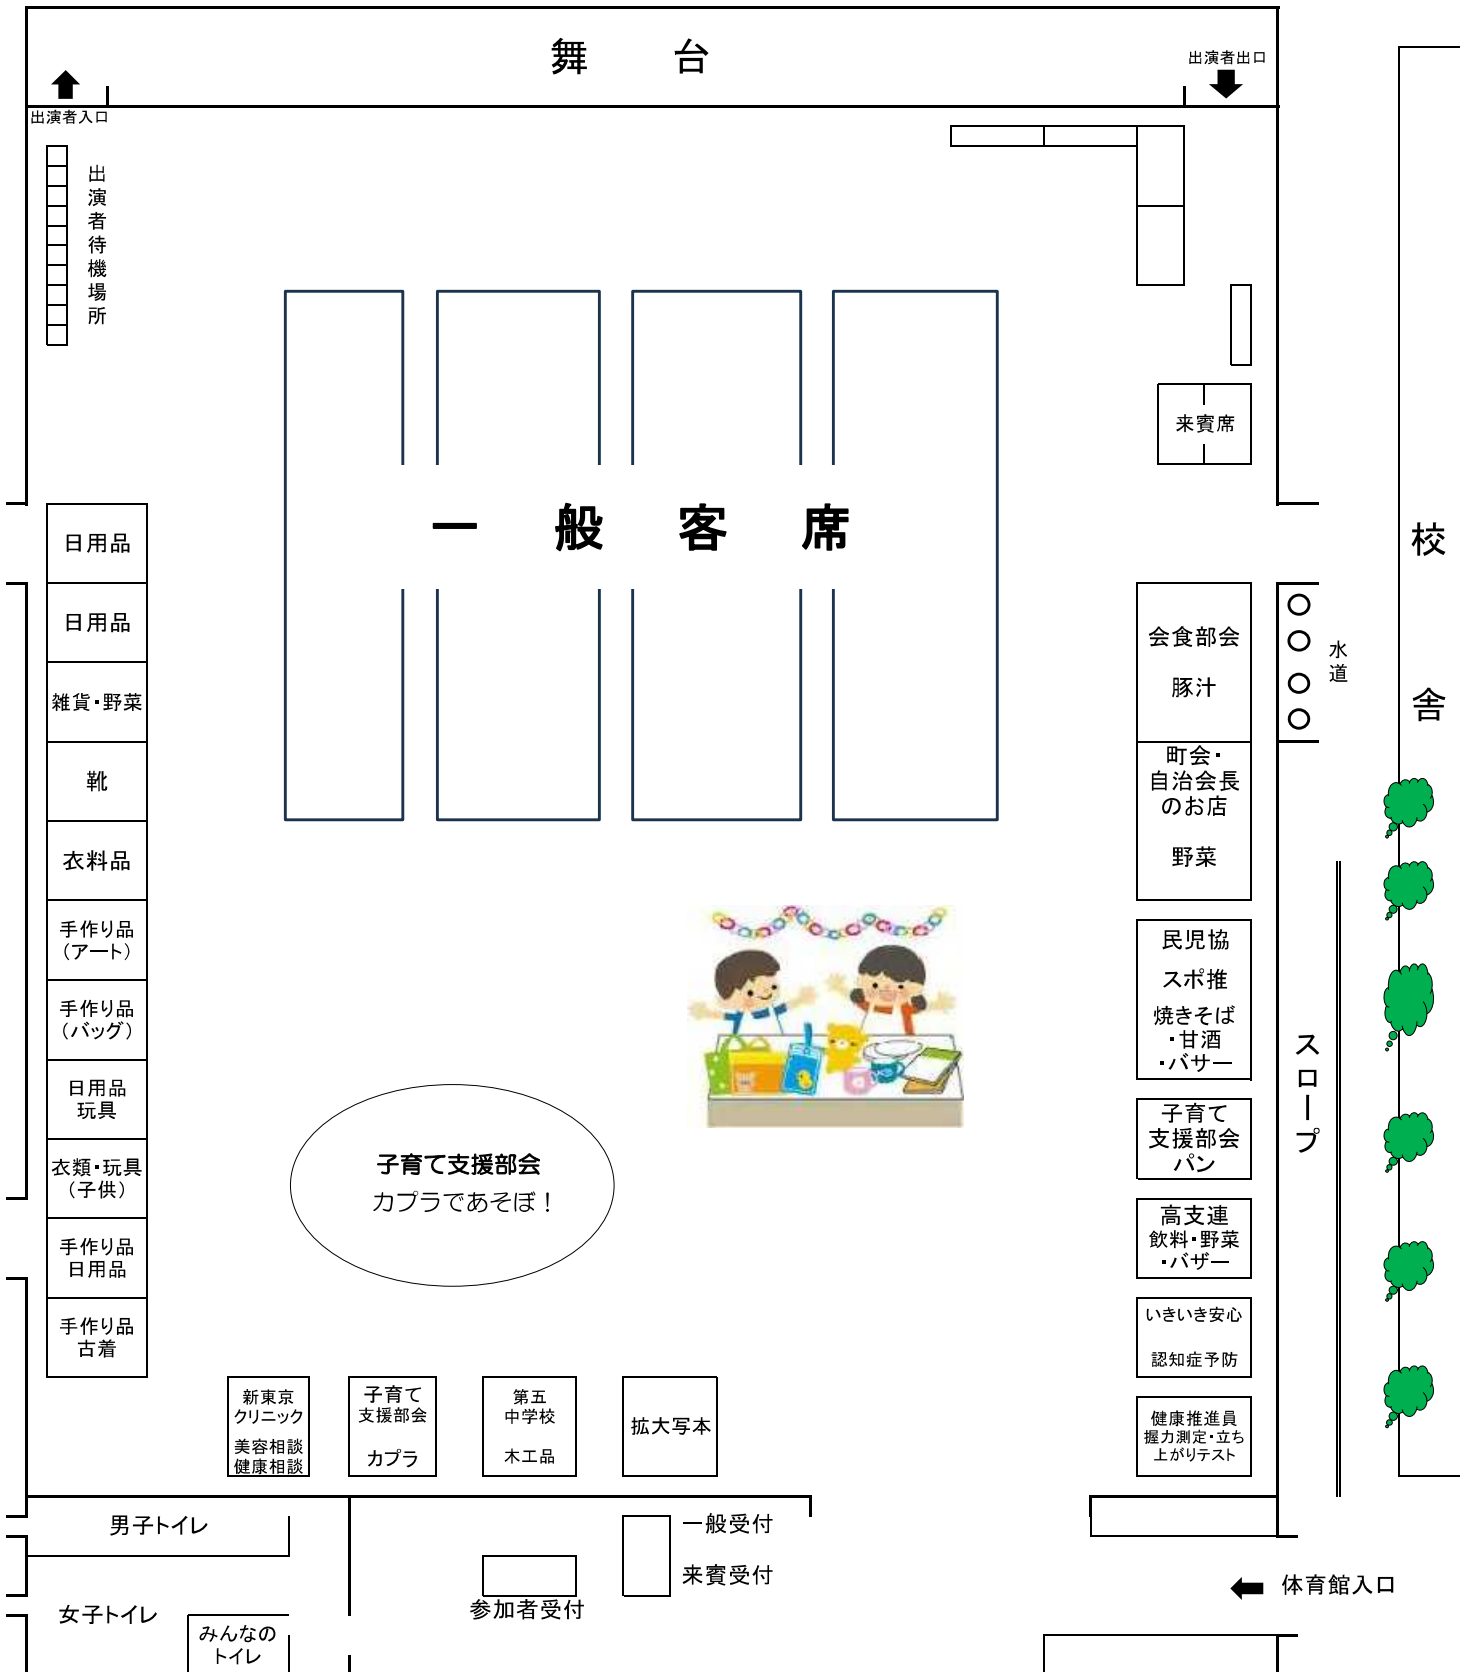 舞 台
出演者出口
出演者入口
出演者待機場所
来賓席
一 般 客 席
校 舎
日用品
日用品
雑貨・野菜
靴
衣料品
手作り品
(アート)
手作り品
(バッグ)
日用品
玩具
衣類・玩具
(子供)
手作り品
日用品
手作り品
古着
会食部会
豚汁
水道
町会・
自治会長
のお店
野菜
民児協
スポ推
焼きそば
・甘酒
・バサー
子育て
支援部会
パン
高支連
飲料・野菜
・バザー
いきいき安心
認知症予防
健康推進員
握力測定・立ち
上がりテスト
スロープ
子育て支援部会
カプラであそぼ!
新東京
クリニック
美容相談
健康相談
子育て
支援部会
カプラ
第五
中学校
木工品
拡大写本
男子トイレ
女子トイレ
みんなの
トイレ
参加者受付
一般受付
来賓受付
体育館入口